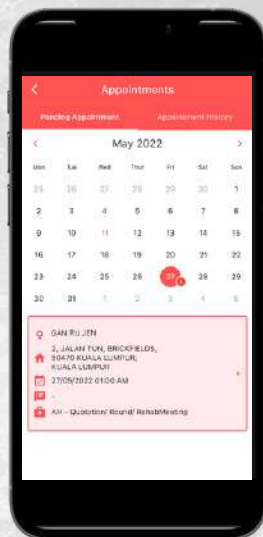 Appointments
Pending Appointment Appointment History
May 2022
Mon Tue Wed Thur Fri Sat Sun
25 26 27 28 29 30 1
2 3 4 5 6 7 8
9 10 11 12 13 14 15
16 17 18 19 20 21 22
23 24 25 26 27 28 29
30 31 1 2 3 4 5
GAN RU JEN
2, JALAN TUN, BRICKFIELDS,
50470 KUALA LUMPUR,
KUALA LUMPUR
27/05/2022 01:00 AM
-
AH - Quotation/ Round/ Rehab Meeting